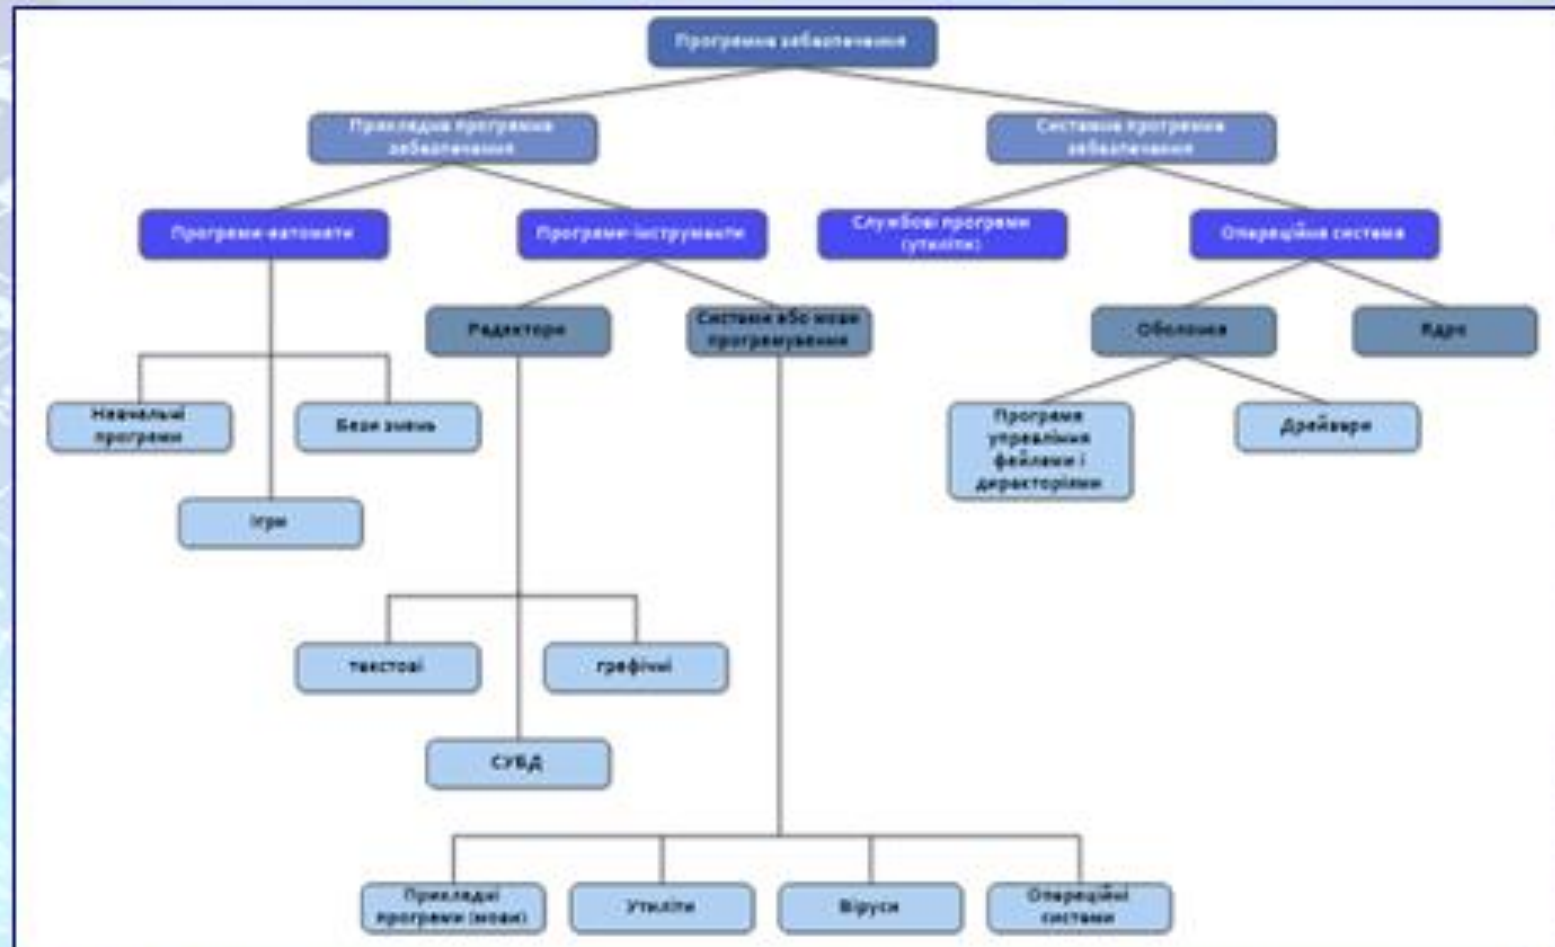 Програмне забезпечення
Прикладне програмне
забезпечення
Системне програмне
забезпечення
Програми-автомати
Програми-інструменти
Службові програми
(утиліти)
Операційна система
Редактори
Системи або мови
програмування
Оболонка
Ядро
Навчальні
програми
Бази знань
Програма
управління
файлами і
директоріями
Драйвери
Ігри
текстові
графічні
СУБД
Прикладні
програми (мови)
Утиліти
Віруси
Операційні
системи